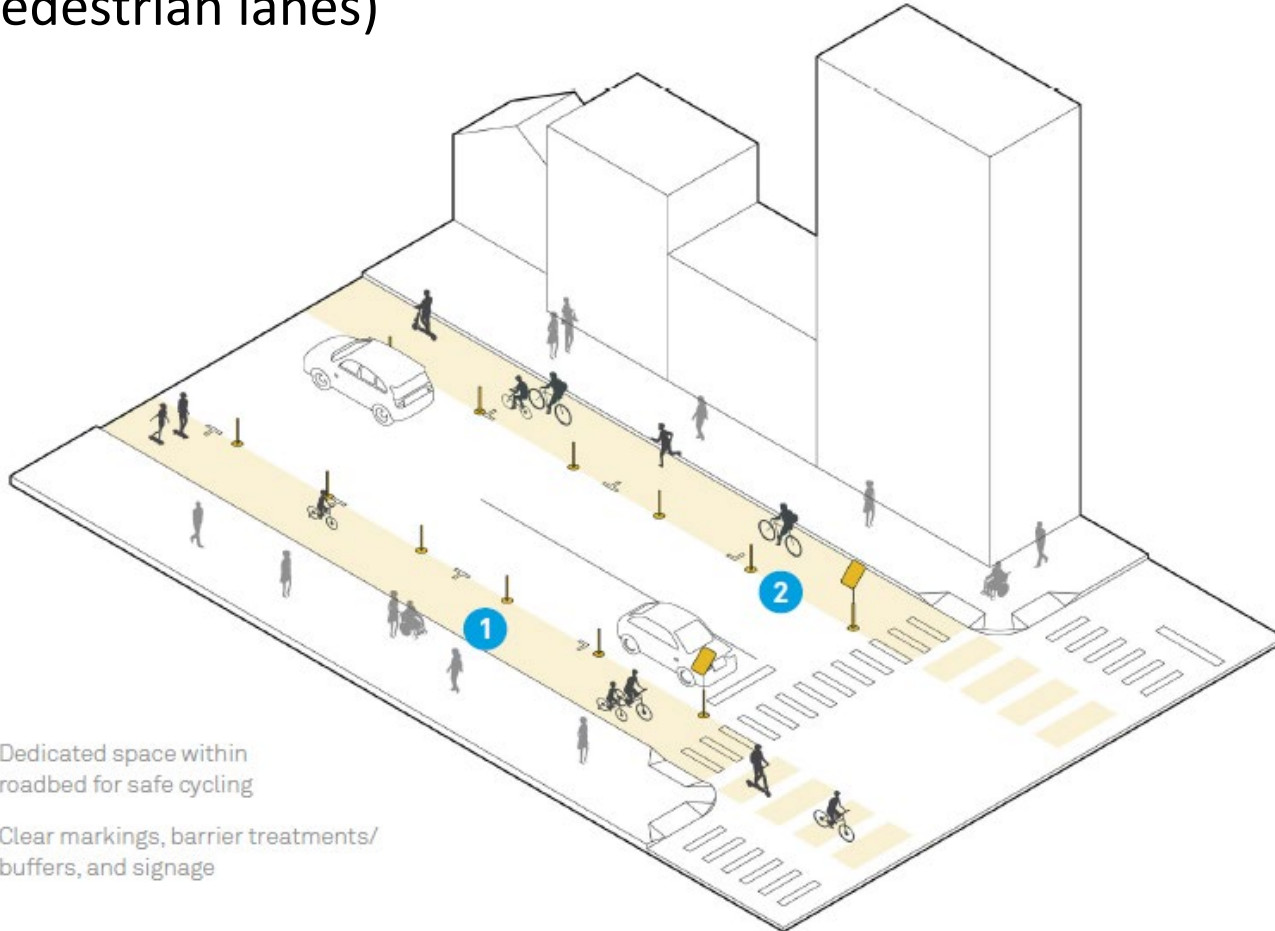 edestrian lanes)
2
1
Dedicated space within
roadbed for safe cycling
Clear markings, barrier treatments/
buffers, and signage